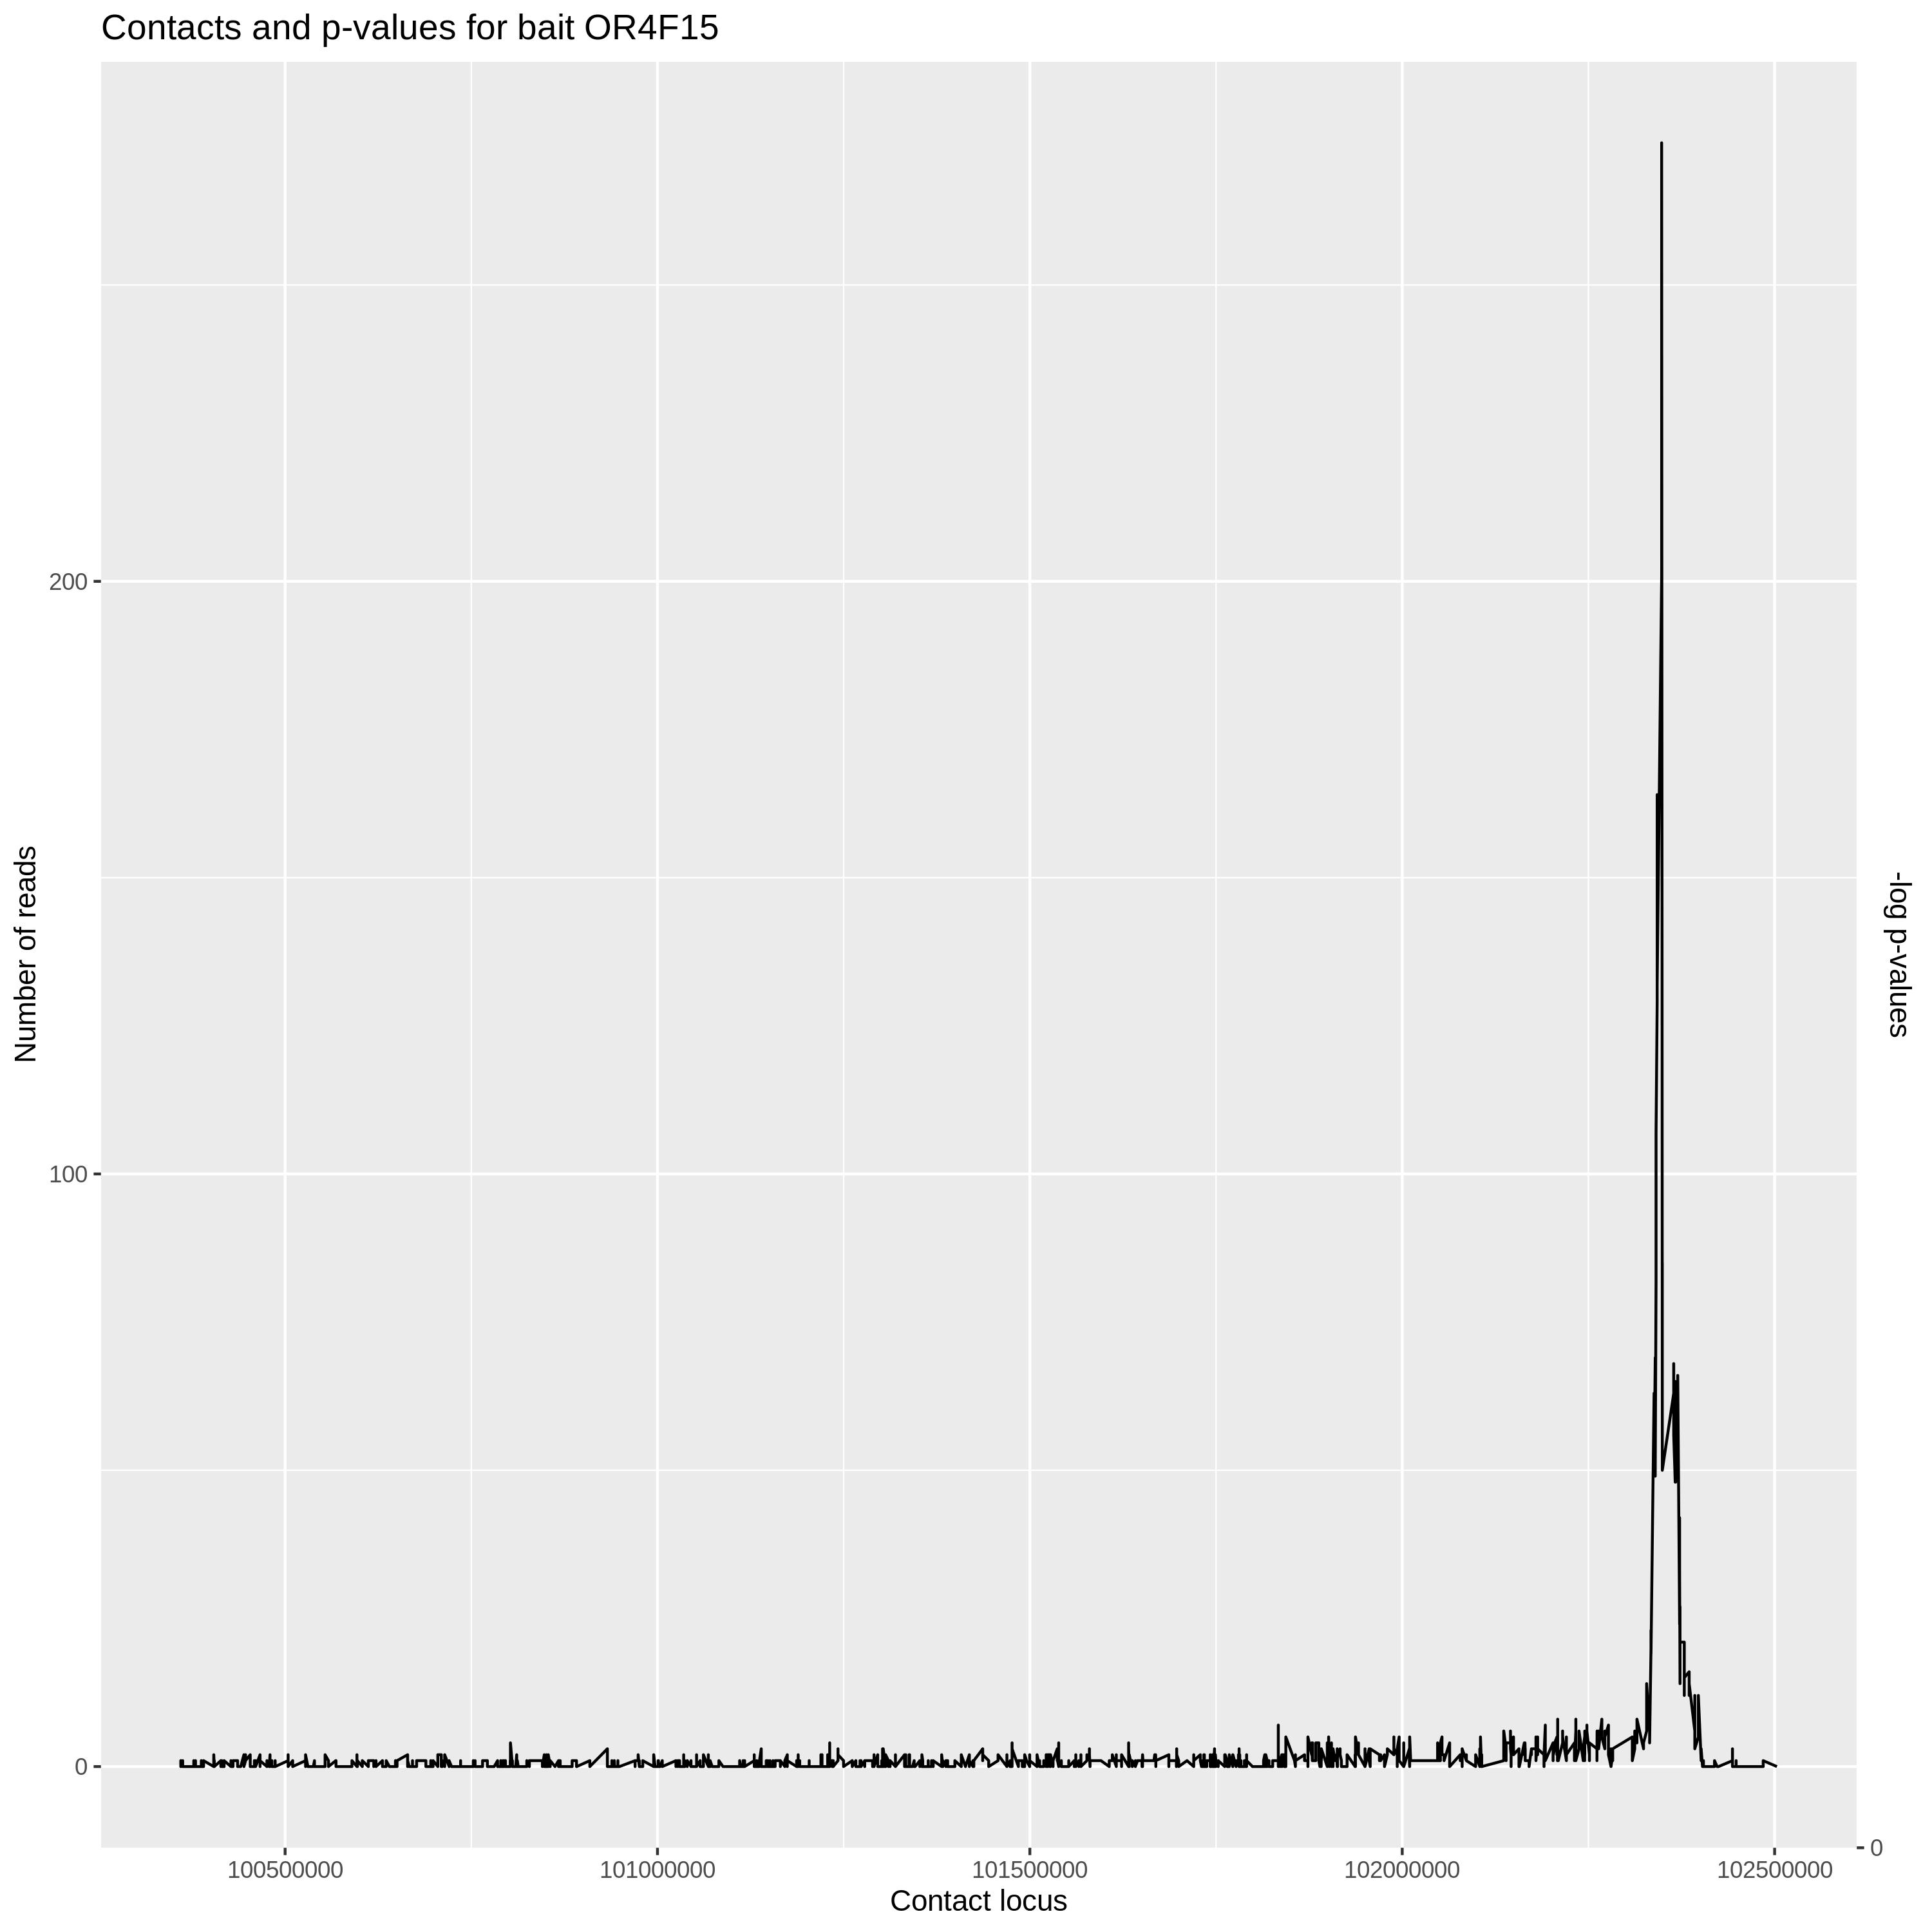 Contacts and p-values for bait OR4F15
Number of reads
200
100
0
-log p-values
0
100500000
101000000
101500000
102000000
102500000
Contact locus